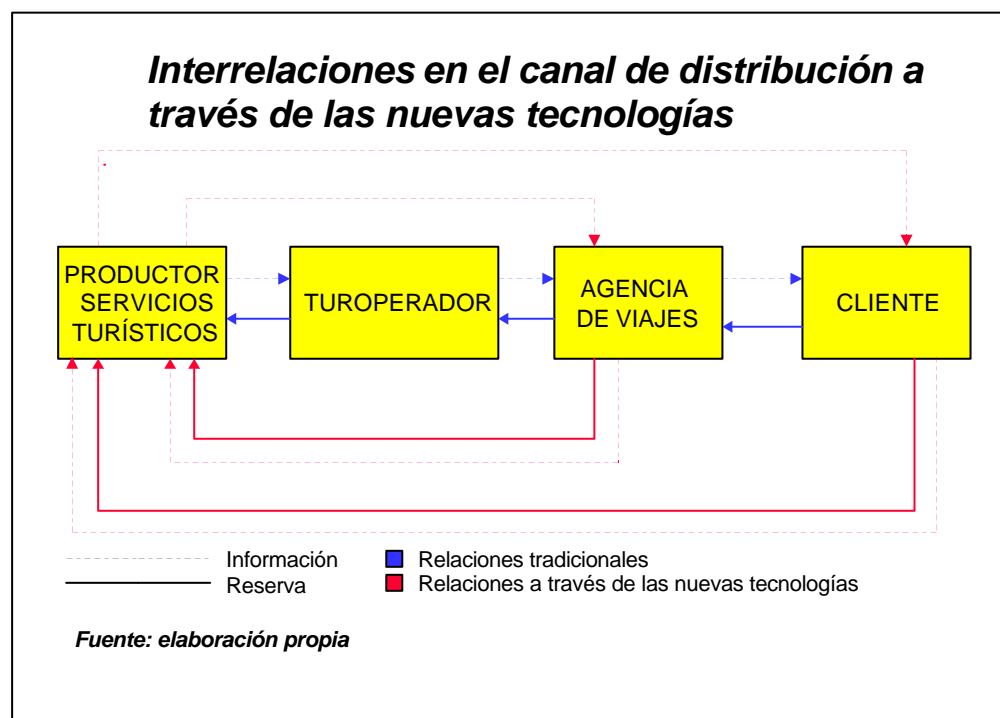 Interrelaciones en el canal de distribución a
través de las nuevas tecnologías
PRODUCTOR
SERVICIOS
TURÍSTICOS
TUROPERADOR
AGENCIA
DE VIAJES
CLIENTE
Información
Reserva
Relaciones tradicionales
Relaciones a través de las nuevas tecnologías
Fuente: elaboración propia